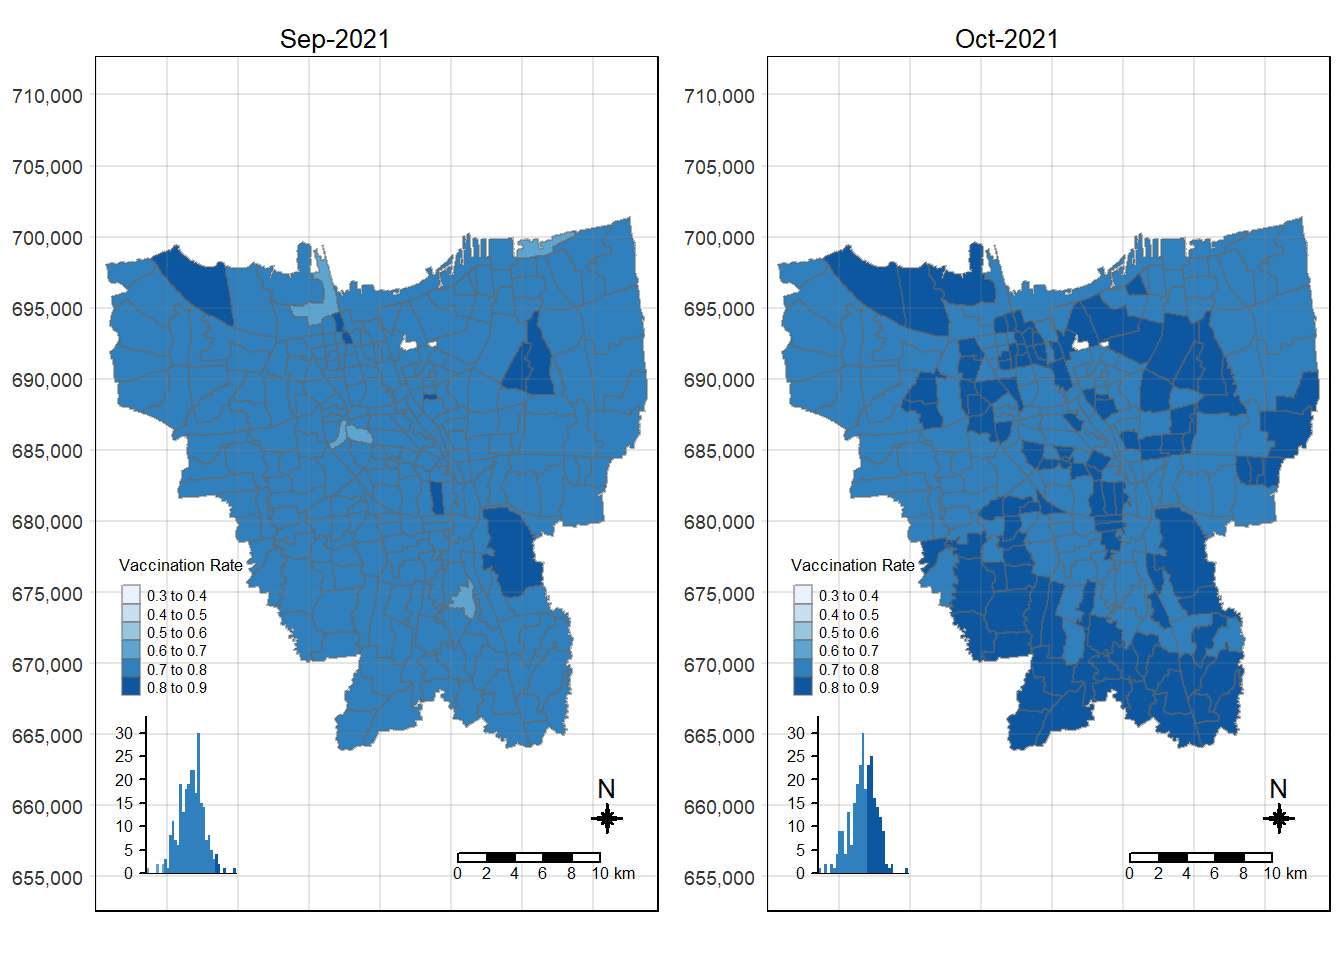 Sep-2021
710,000
705,000
700,000
695,000
690,000
685,000
680,000
675,000
670,000
665,000
660,000
655,000
Vaccination Rate
0.3 to 0.4
0.4 to 0.5
0.5 to 0.6
0.6 to 0.7
0.7 to 0.8
0.8 to 0.9
30
25
20
15
10
5
0
N
0 2 4 6 8 10 km
Oct-2021
710,000
705,000
700,000
695,000
690,000
685,000
680,000
675,000
670,000
665,000
660,000
655,000
Vaccination Rate
0.3 to 0.4
0.4 to 0.5
0.5 to 0.6
0.6 to 0.7
0.7 to 0.8
0.8 to 0.9
30
25
20
15
10
5
0
N
0 2 4 6 8 10 km